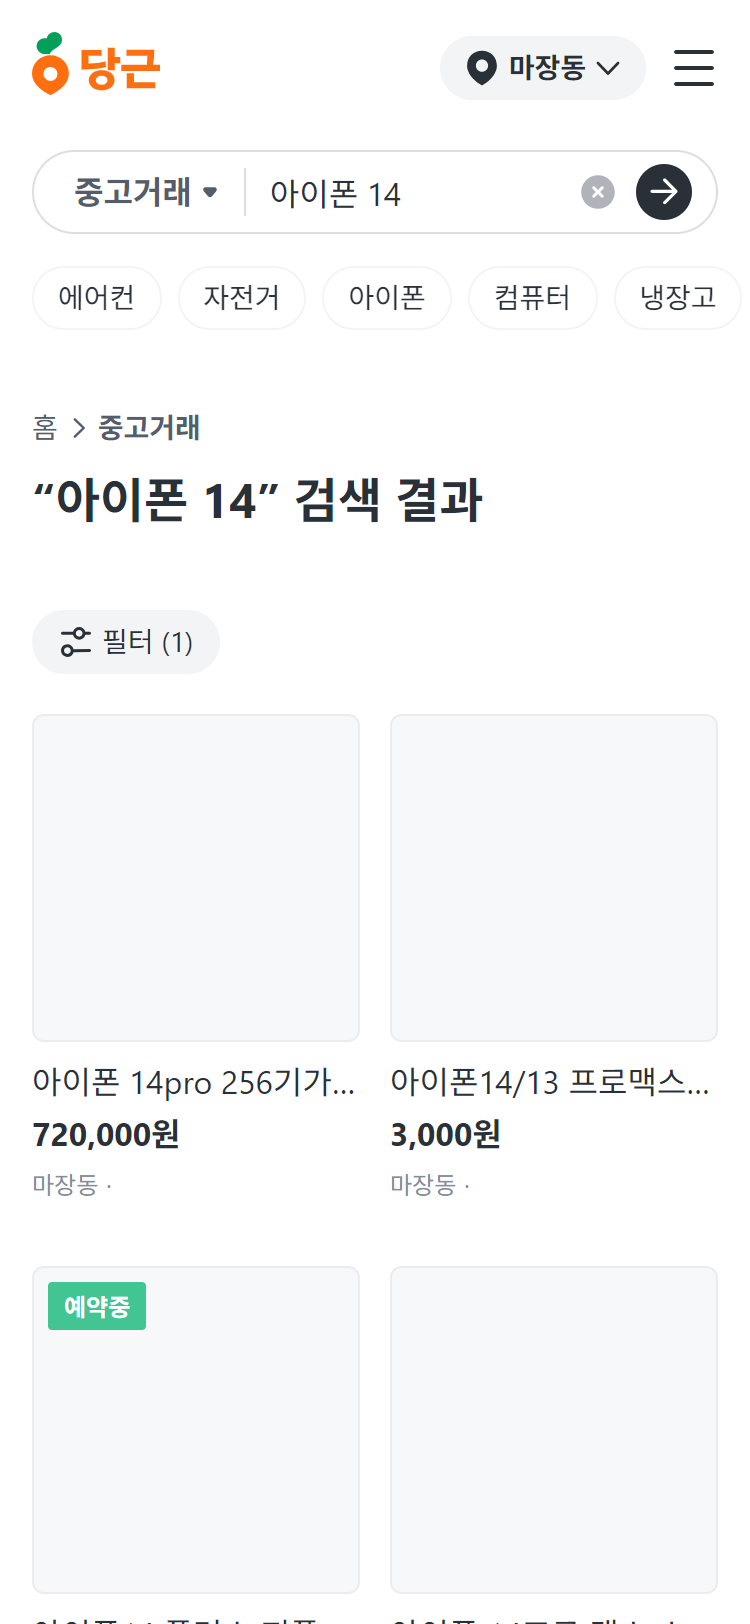 당근
마장동
중고거래 아이폰 14
에어컨 자전거 아이폰 컴퓨터 냉장고
홈 > 중고거래
“아이폰 14” 검색 결과
필터 (1)
아이폰 14pro 256기가... 아이폰14/13 프로맥스...
720,000원 3,000원
마장동 · 마장동 ·
예약중